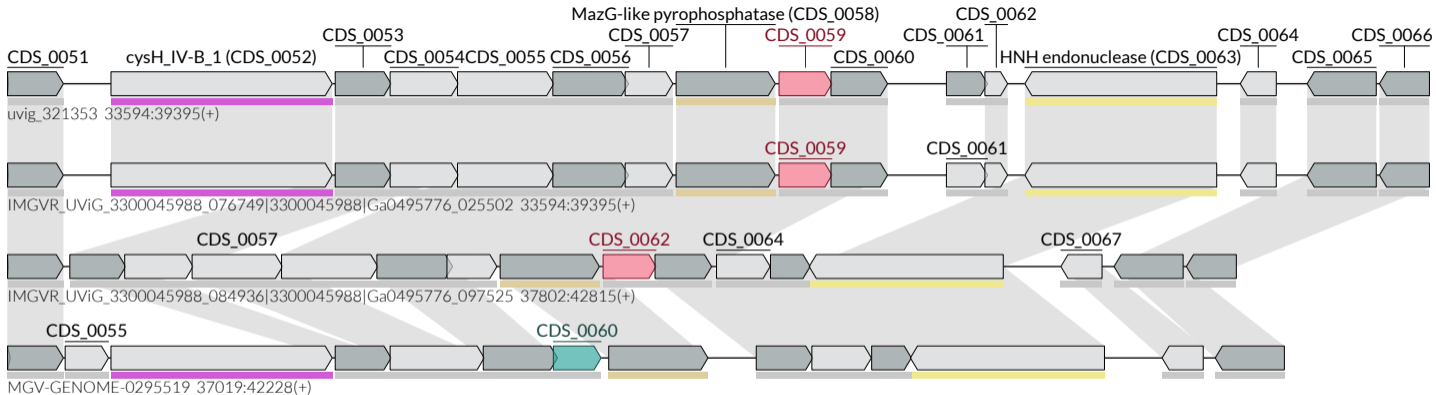 MazG-like pyrophosphatase (CDS_0058) CDS_0062
CDS_0053 CDS_0057 CDS_0059 CDS_0061 CDS_0064 CDS_0066
CDS_0051 cysH_IV-B_1 (CDS_0052) CDS_0054 CDS_0055 CDS_0056 CDS_0060 HNH endonuclease (CDS_0063) CDS_0065
uvig_321353 33594:39395(+)
CDS_0059 CDS_0061
IMGVR_UViG_3300045988_076749|3300045988|Ga0495776_025502 33594:39395(+)
CDS_0057 CDS_0062 CDS_0064 CDS_0067
IMGVR_UViG_3300045988_084936|3300045988|Ga0495776_097525 37802:42815(+)
CDS_0055 CDS_0060
MGV-GENOME-0295519 37019:42228(+)